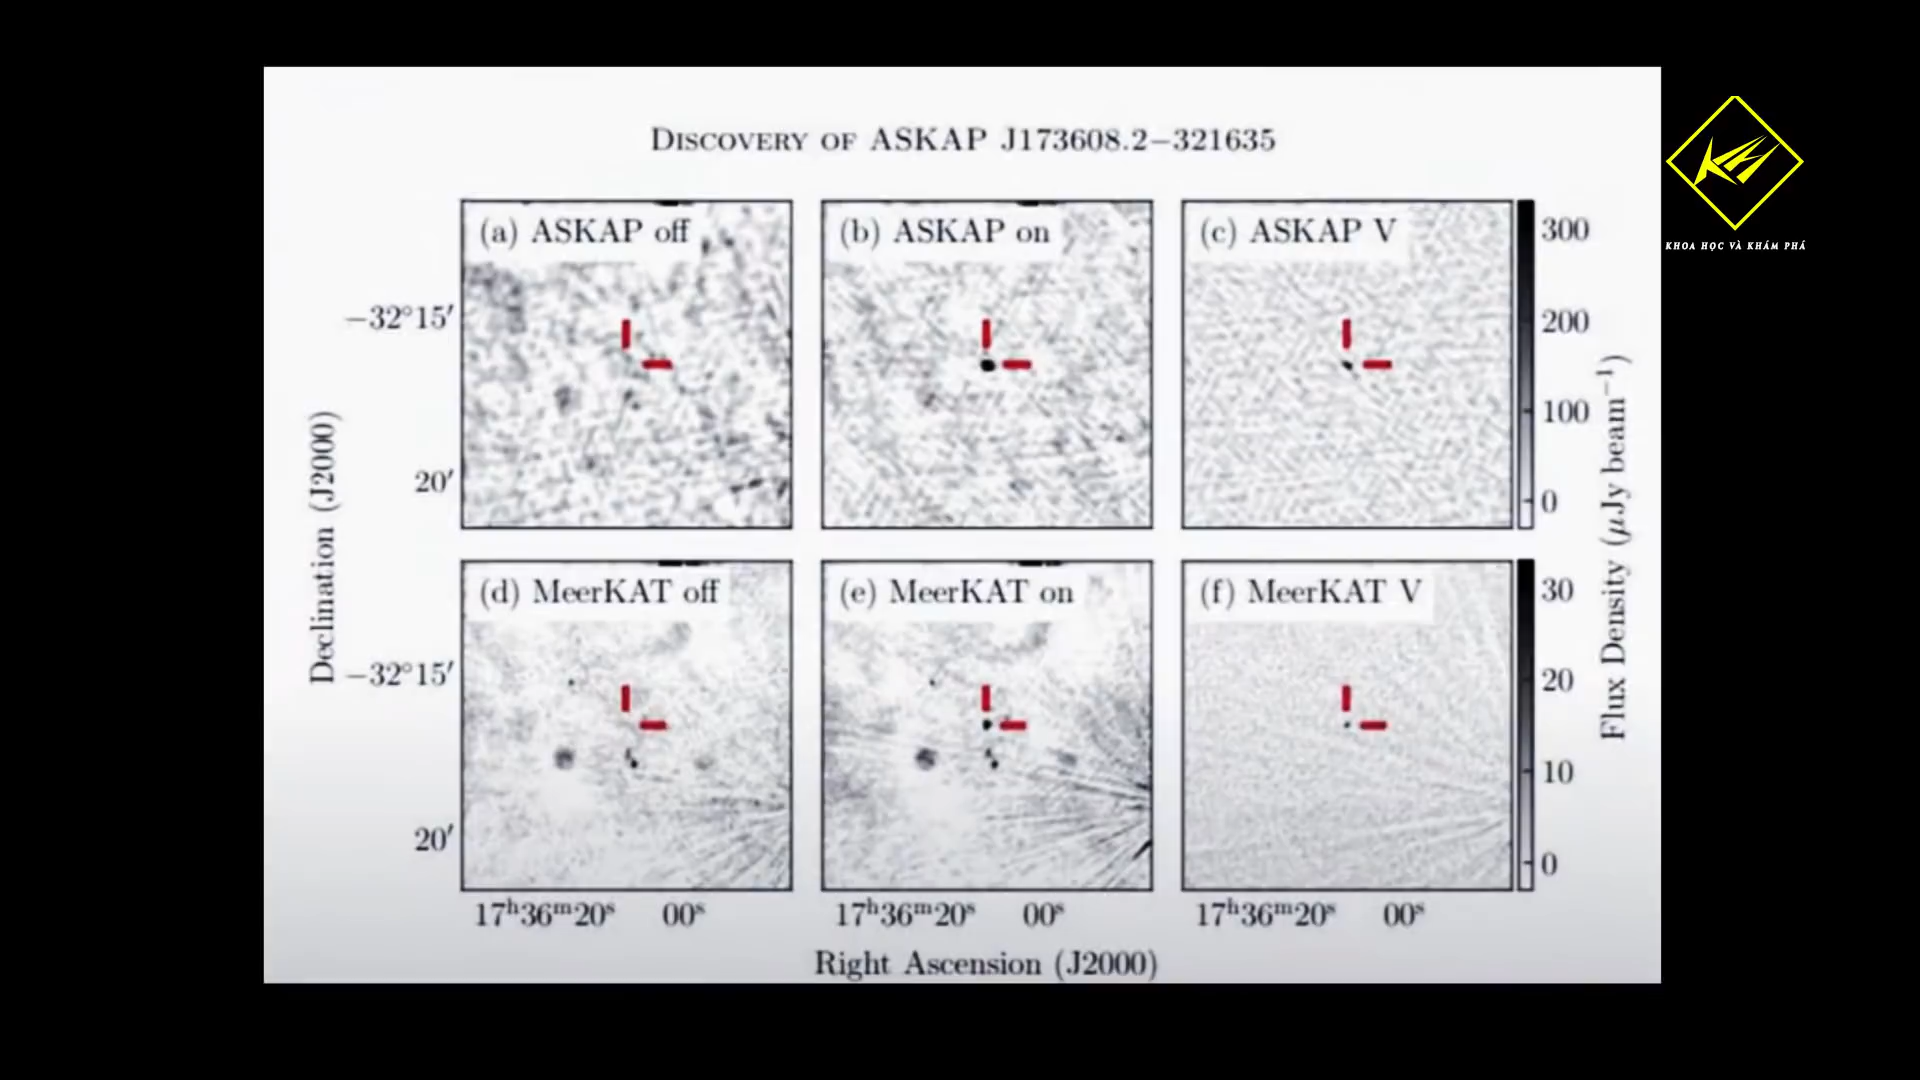 DISCOVERY OF ASKAP J173608.2−321635
(a) ASKAP off
(b) ASKAP on
(c) ASKAP V
300
200
100
0
−32°15′
20′
(d) MeerKAT off
(e) MeerKAT on
(f) MeerKAT V
30
20
10
0
−32°15′
20′
Declination (J2000)
Flux Density (μJy beam⁻¹)
17ʰ36ᵐ20ˢ 00ˢ
17ʰ36ᵐ20ˢ 00ˢ
17ʰ36ᵐ20ˢ 00ˢ
Right Ascension (J2000)
KHOA HỌC VÀ KHÁM PHÁ